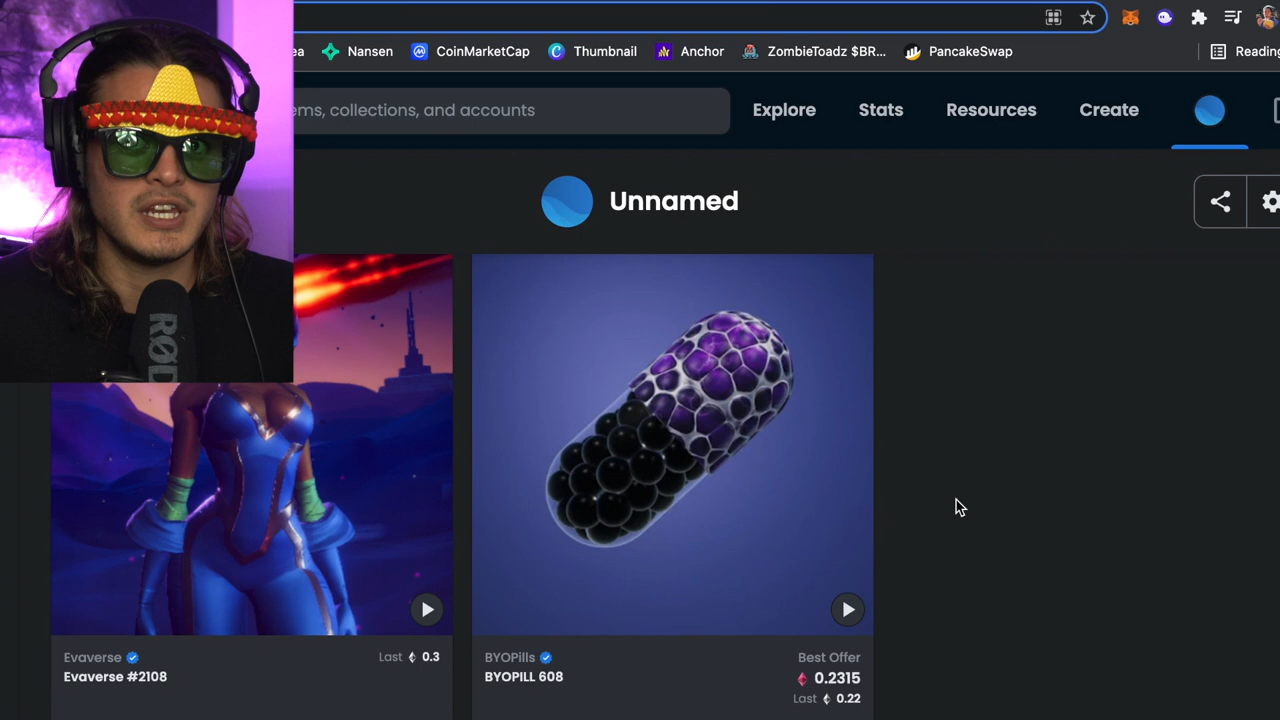 ea Nansen CoinMarketCap Thumbnail Anchor ZombieToadz $BR... PancakeSwap Reading
ems, collections, and accounts Explore Stats Resources Create
Unnamed
RØD
Evaverse Last 0.3
Evaverse #2108
BYOPills Best Offer
BYOPILL 608 0.2315
Last 0.22